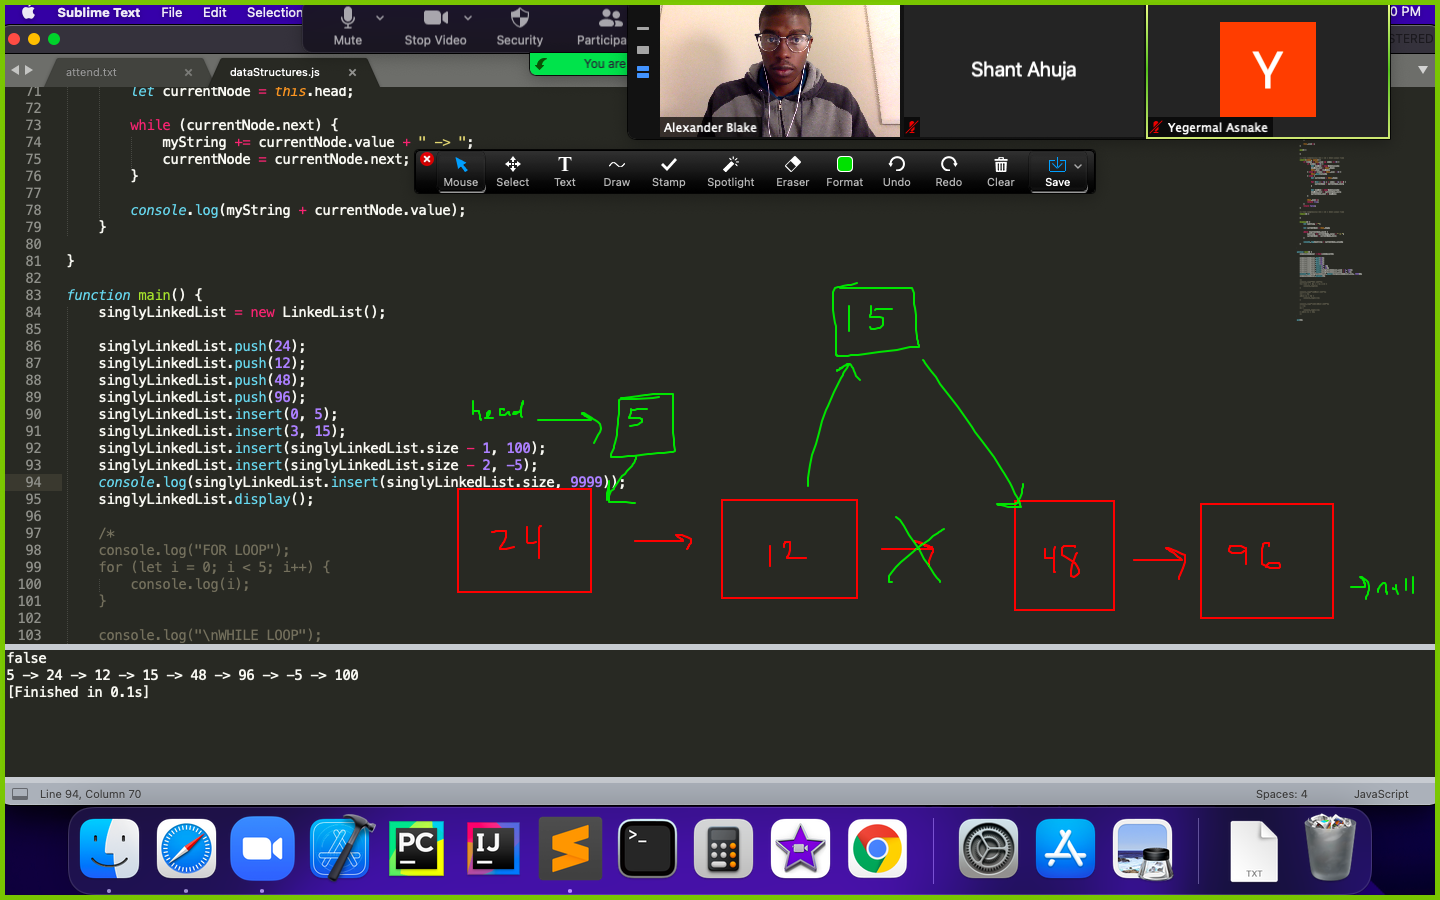 Sublime Text File Edit Selection
0 PM
Mute Stop Video Security Participa
STERED
attend.txt × dataStructures.js ×
You are
Alexander Blake
Shant Ahuja
Y
Yegermal Asnake
Mouse Select Text Draw Stamp Spotlight Eraser Format Undo Redo Clear Save
71 let currentNode = this.head;
72
73 while (currentNode.next) {
74 myString += currentNode.value + " -> ";
75 currentNode = currentNode.next;
76 }
77
78 console.log(myString + currentNode.value);
79 }
80
81 }
82
83 function main() {
84 singlyLinkedList = new LinkedList();
85
86 singlyLinkedList.push(24);
87 singlyLinkedList.push(12);
88 singlyLinkedList.push(48);
89 singlyLinkedList.push(96);
90 singlyLinkedList.insert(0, 5);
91 singlyLinkedList.insert(3, 15);
92 singlyLinkedList.insert(singlyLinkedList.size - 1, 100);
93 singlyLinkedList.insert(singlyLinkedList.size - 2, -5);
94 console.log(singlyLinkedList.insert(singlyLinkedList.size, 9999));
95 singlyLinkedList.display();
96
97 /*
98 console.log("FOR LOOP");
99 for (let i = 0; i < 5; i++) {
100 console.log(i);
101 }
102
103 console.log("\nWHILE LOOP");
15
head 5
24 12 48 96 null
false
5 -> 24 -> 12 -> 15 -> 48 -> 96 -> -5 -> 100
[Finished in 0.1s]
Line 94, Column 70 Spaces: 4 JavaScript
PC IJ >_ TXT